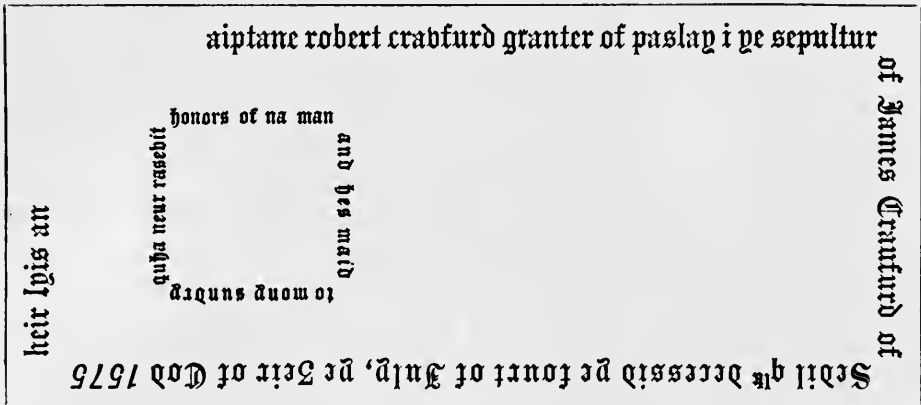 heir lyis an
aiptane robert cravfurd granter of paslay i ye sepultur
of James Craufurd of
Sedil qlk decessid ye fourt of July, ye Zeir of God 1575
quha neur rasevit
honors of na man
and hes maid
to mony sundry